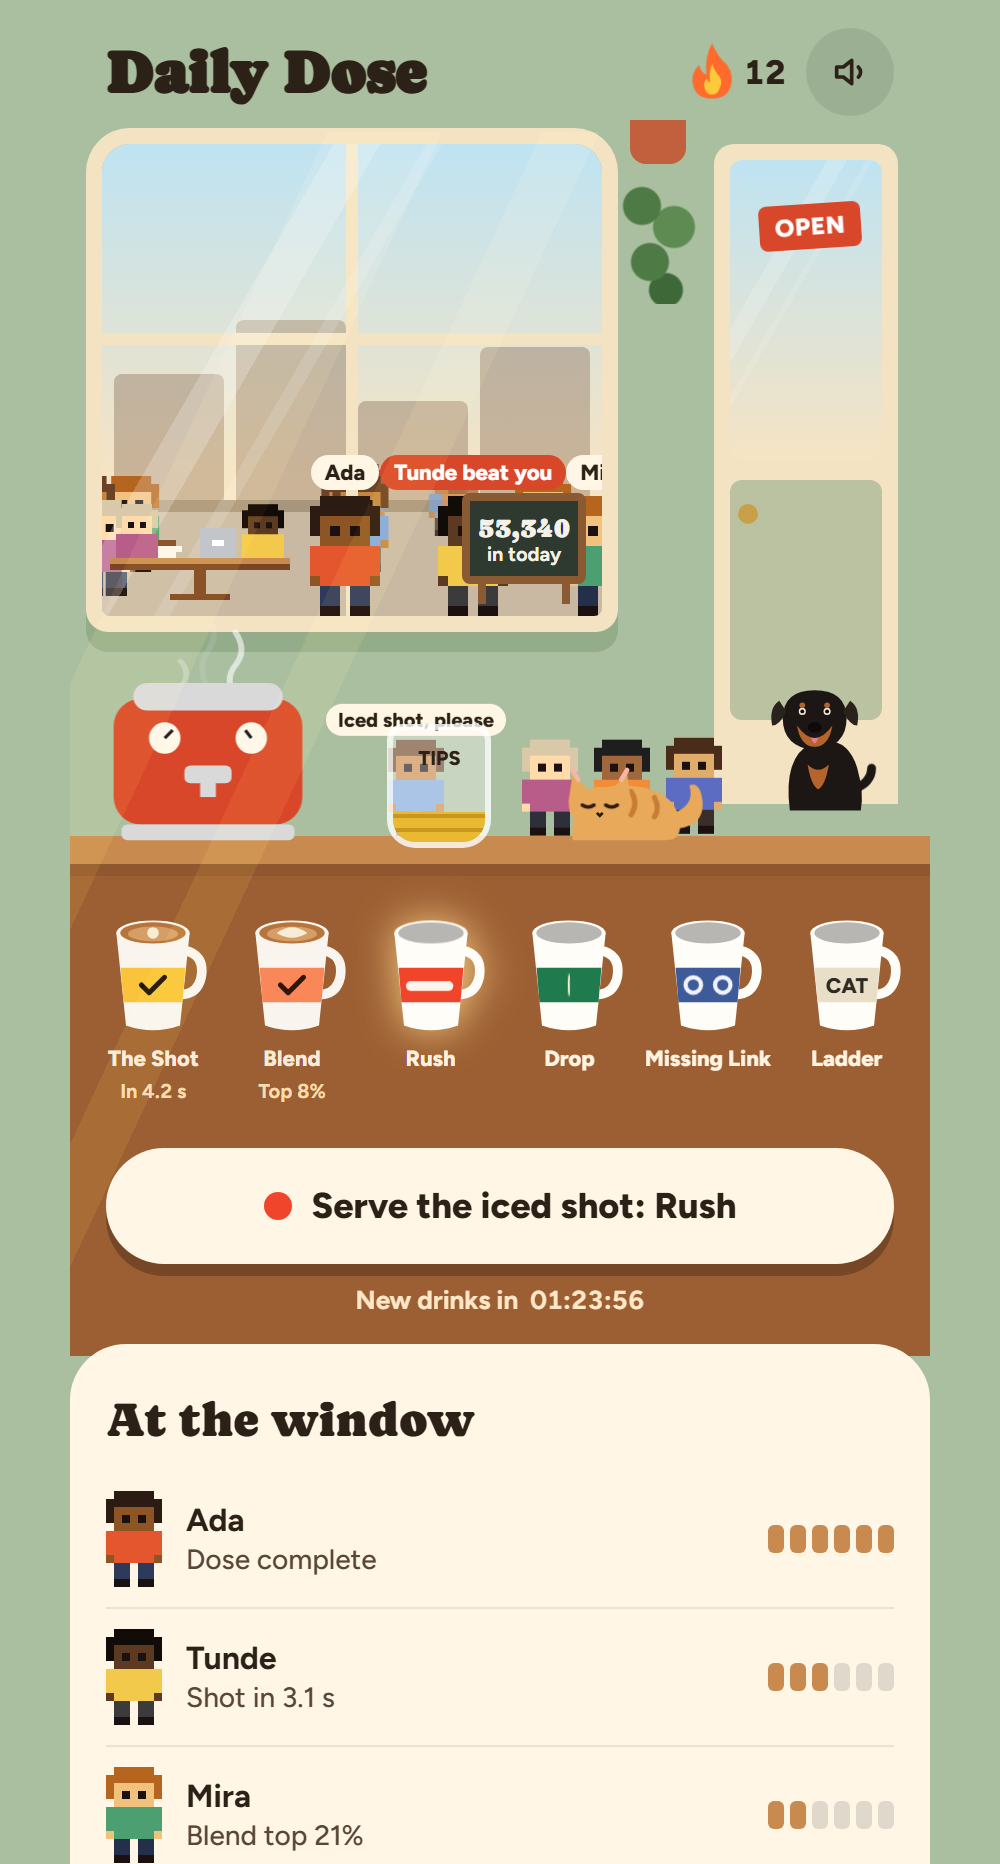 Daily Dose
12
OPEN
Ada
Tunde beat you
Mi
53,340
in today
Iced shot, please
TIPS
CAT
The Shot
In 4.2 s
Blend
Top 8%
Rush
Drop
Missing Link
Ladder
Serve the iced shot: Rush
New drinks in 01:23:56
At the window
Ada
Dose complete
Tunde
Shot in 3.1 s
Mira
Blend top 21%